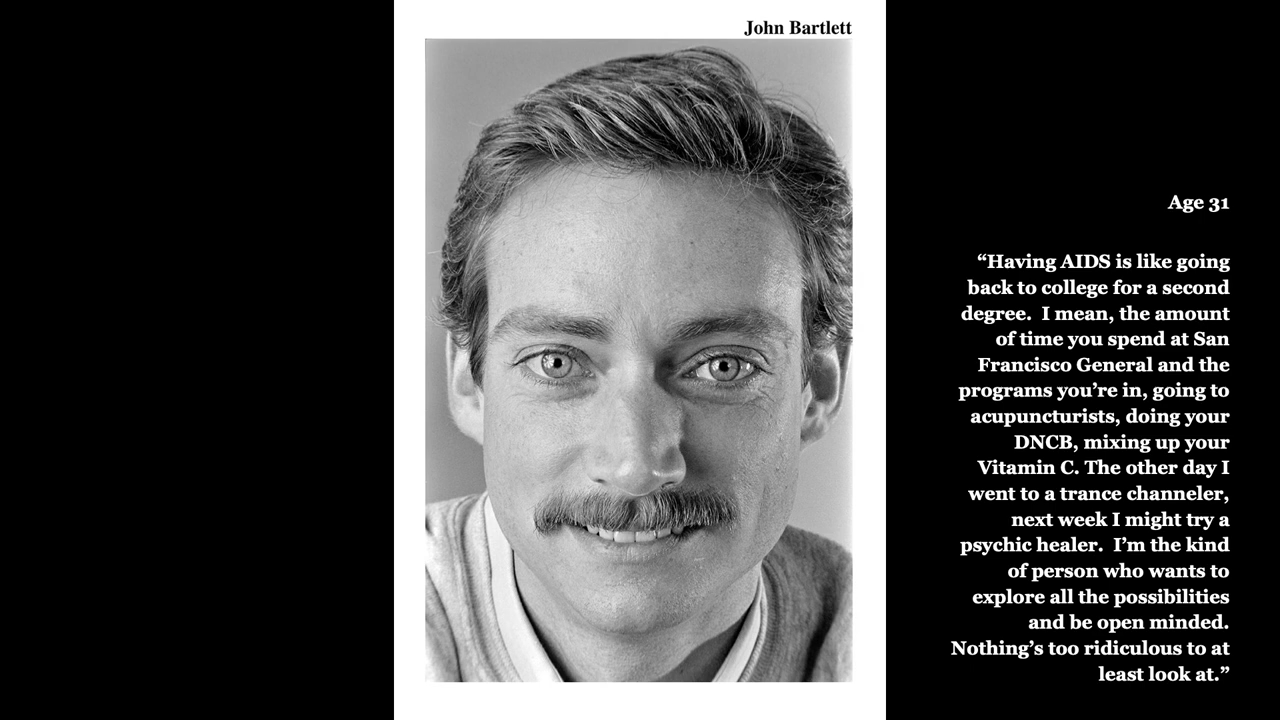 John Bartlett
Age 31
“Having AIDS is like going
back to college for a second
degree.  I mean, the amount
of time you spend at San
Francisco General and the
programs you’re in, going to
acupuncturists, doing your
DNCB, mixing up your
Vitamin C. The other day I
went to a trance channeler,
next week I might try a
psychic healer.  I’m the kind
of person who wants to
explore all the possibilities
and be open minded.
Nothing’s too ridiculous to at
least look at.”